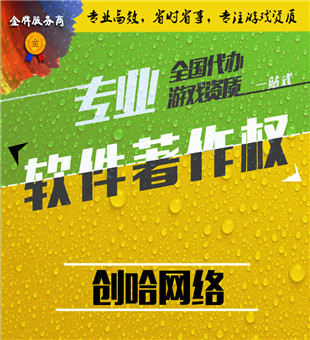 金牌服务商
金
专业高效，省时省事，专注游戏资质
专业
全国代办
游戏资质
一站式
软件著作权
创哈网络